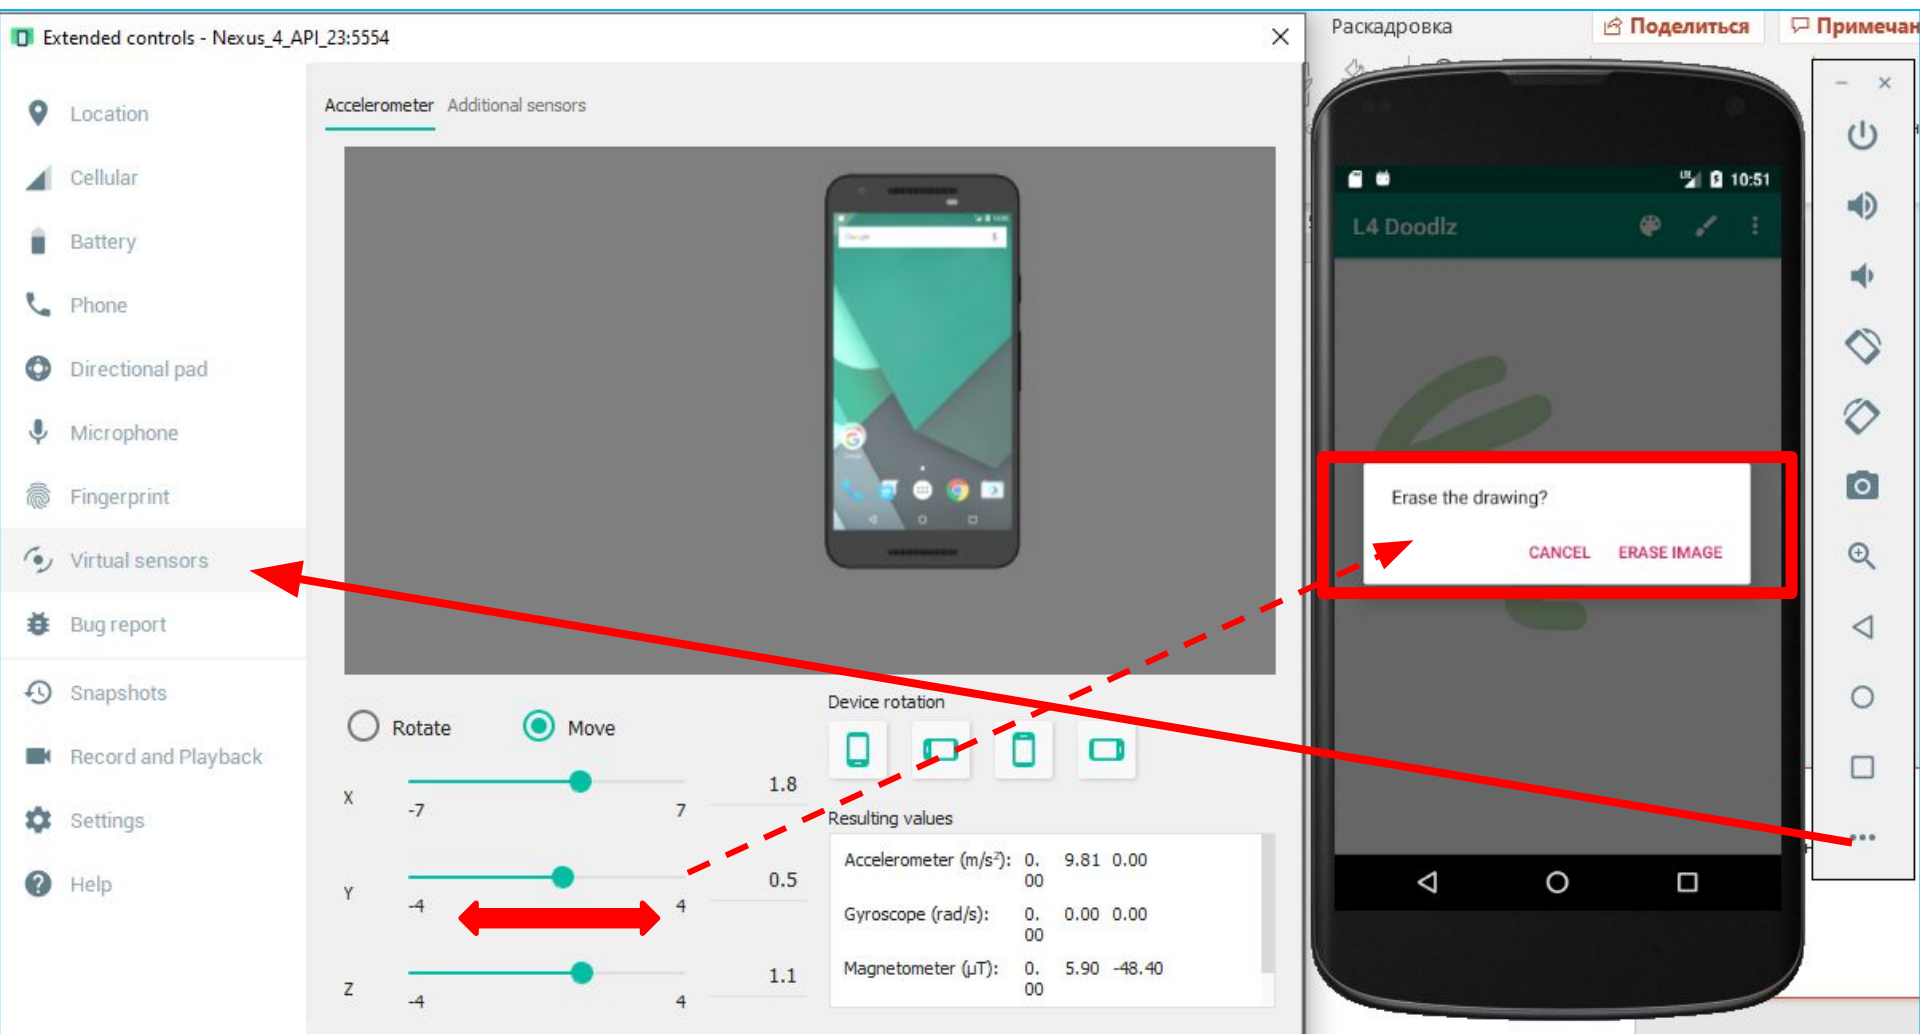 Extended controls - Nexus_4_API_23:5554
Раскадровка
Поделиться
Примечан
Location
Cellular
Battery
Phone
Directional pad
Microphone
Fingerprint
Virtual sensors
Bug report
Snapshots
Record and Playback
Settings
Help
Accelerometer Additional sensors
Rotate Move
X -7 7 1.8
Y -4 4 0.5
Z -4 4 1.1
Device rotation
Resulting values
Accelerometer (m/s²): 0.00 9.81 0.00
Gyroscope (rad/s): 0.00 0.00 0.00
Magnetometer (μT): 0.00 5.90 -48.40
LTE 10:51
L4 Doodlz
Erase the drawing?
CANCEL ERASE IMAGE